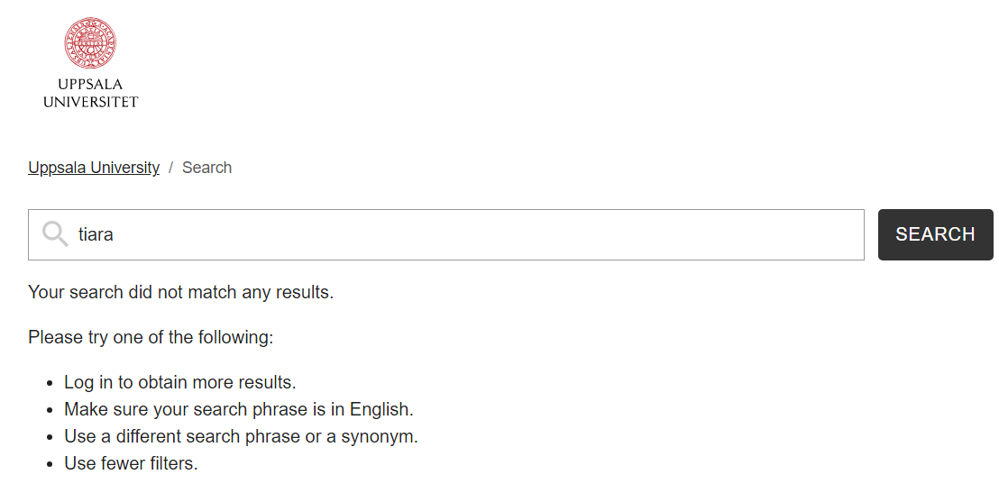 UPPSALA
UNIVERSITET
Uppsala University / Search
tiara
SEARCH
Your search did not match any results.
Please try one of the following:
• Log in to obtain more results.
• Make sure your search phrase is in English.
• Use a different search phrase or a synonym.
• Use fewer filters.